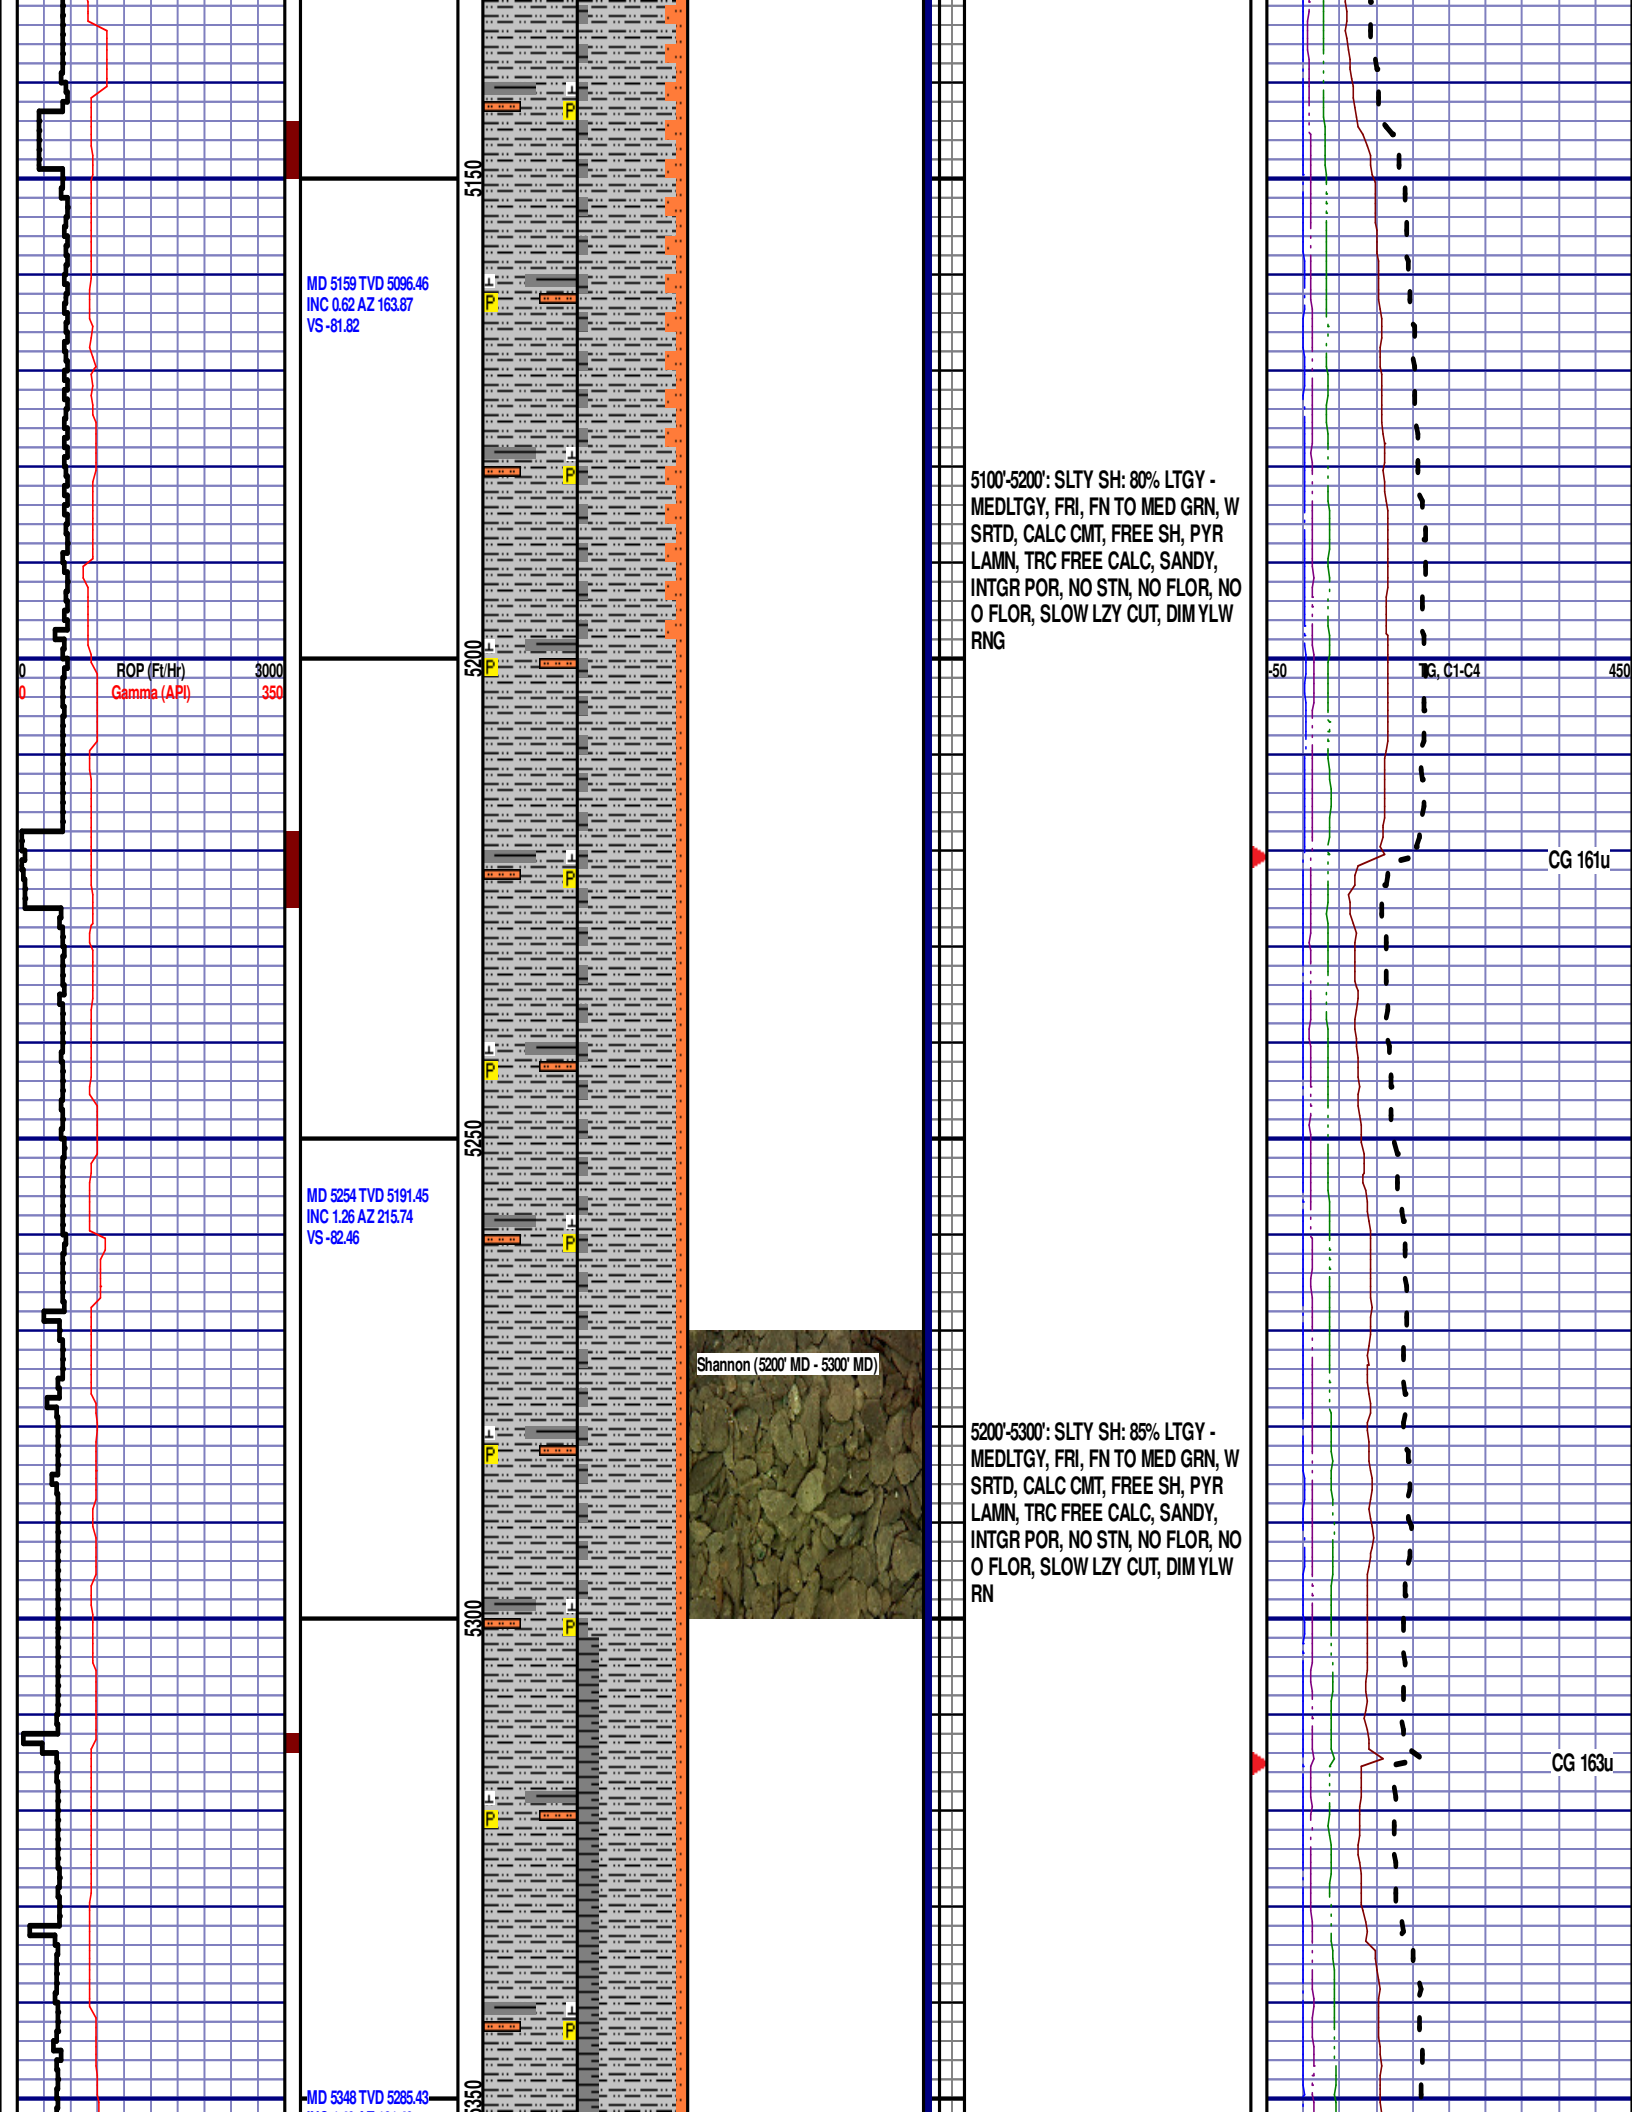 5150
MD 5159 TVD 5096.46
INC 0.62 AZ 163.87
VS -81.82
5100'-5200': SLTY SH: 80% LTGY -
MEDLTGY, FRI, FN TO MED GRN, W
SRTD, CALC CMT, FREE SH, PYR
LAMN, TRC FREE CALC, SANDY,
INTGR POR, NO STN, NO FLOR, NO
O FLOR, SLOW LZY CUT, DIM YLW
RNG
5200
0 ROP (Ft/Hr) 3000
0 Gamma (API) 350
-50 TG, C1-C4 450
CG 161u
5250
MD 5254 TVD 5191.45
INC 1.26 AZ 215.74
VS -82.46
Shannon (5200' MD - 5300' MD)
5200'-5300': SLTY SH: 85% LTGY -
MEDLTGY, FRI, FN TO MED GRN, W
SRTD, CALC CMT, FREE SH, PYR
LAMN, TRC FREE CALC, SANDY,
INTGR POR, NO STN, NO FLOR, NO
O FLOR, SLOW LZY CUT, DIM YLW
RN
5300
CG 163u
5350
MD 5348 TVD 5285.43
P
P
P
P
P
P
P
P
P
P
P